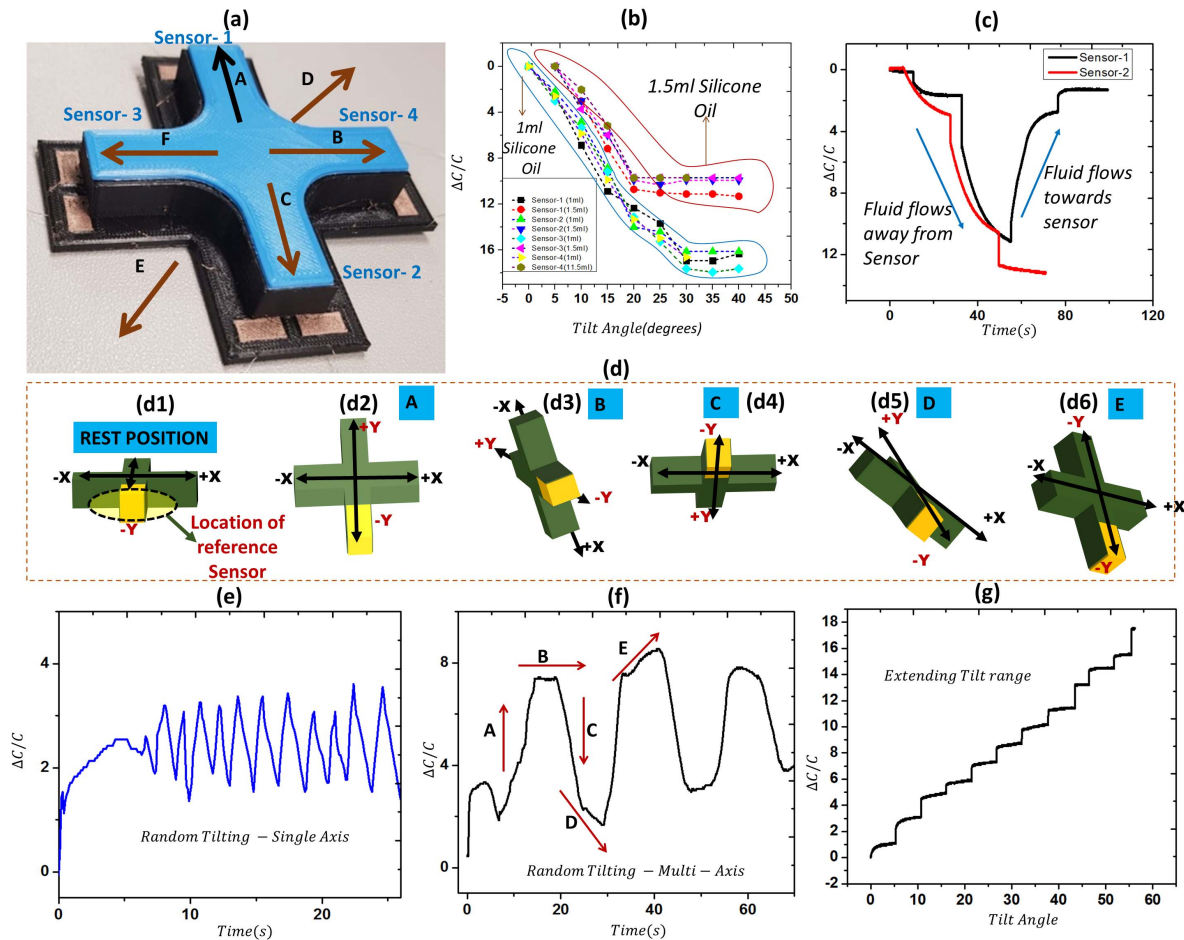 (a)
Sensor- 1
A
D
Sensor- 3
Sensor- 4
F
B
C
E
Sensor- 2
(b)
0
4
8
12
16
ΔC/C
1.5ml Silicone
Oil
1ml
Silicone
Oil
Sensor-1 (1ml)
Sensor-1(1.5ml)
Sensor-2 (1ml)
Sensor-2(1.5ml)
Sensor-3(1ml)
Sensor-3(1.5ml)
Sensor-4(1ml)
Sensor-4(11.5ml)
-5 0 5 10 15 20 25 30 35 40 45 50
Tilt Angle(degrees)
(c)
Sensor-1
Sensor-2
0
3
6
9
12
ΔC/C
Fluid flows
away from
Sensor
Fluid flows
towards
sensor
0 40 80 120
Time(s)
(d)
(d1)
REST POSITION
-X
+X
-Y
Location of
reference
Sensor
(d2)
A
+Y
-X
+X
-Y
(d3)
B
-X
+Y
-Y
+X
C
(d4)
-Y
-X
+X
+Y
(d5)
D
+Y
-X
-X
-Y
(d6)
E
-Y
-X
+X
-Y
(e)
4
2
0
ΔC/C
Random Tilting − Single Axis
0 10 20
Time(s)
(f)
8
4
0
ΔC/C
A
B
C
D
E
Random Tilting − Multi − Axis
0 20 40 60
Time(s)
(g)
18
16
14
12
10
8
6
4
2
0
-2
ΔC/C
Extending Tilt range
0 10 20 30 40 50 60
Tilt Angle